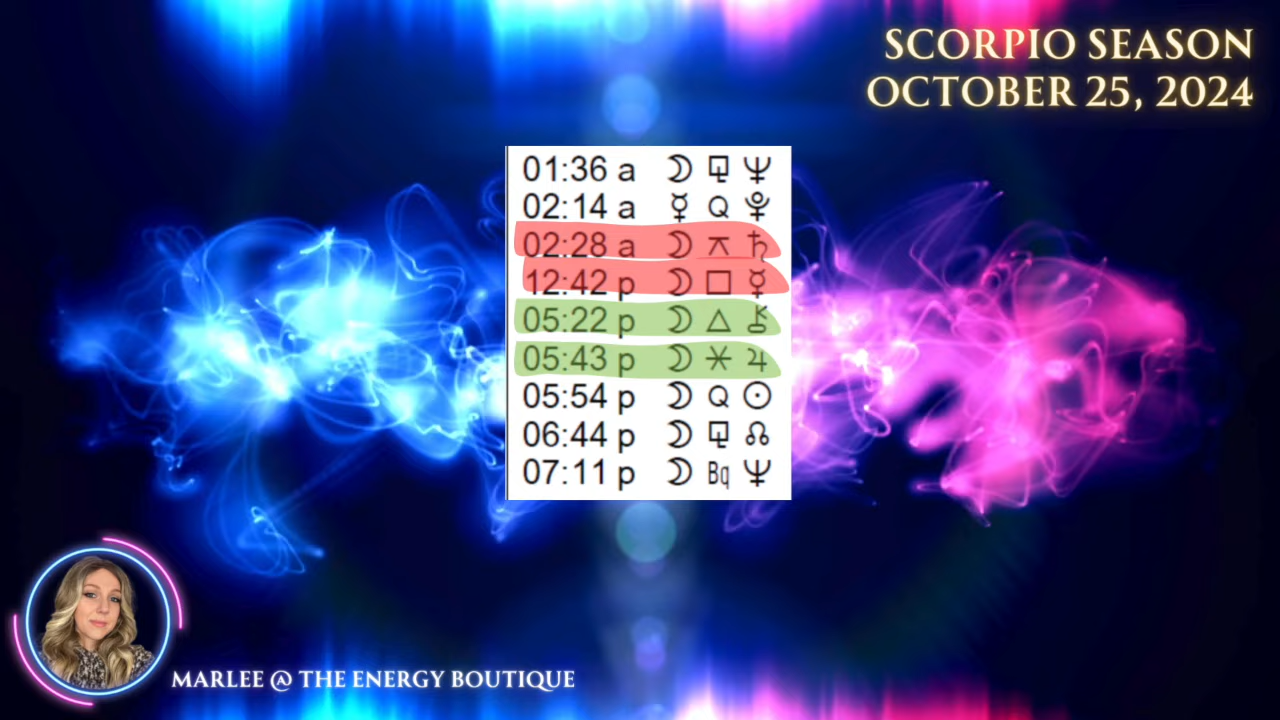 SCORPIO SEASON
OCTOBER 25, 2024
01:36 a ☽ ⚼ ♆
02:14 a ☿ Q ♇
02:28 a ☽ ⚻ ♄
12:42 p ☽ □ ☿
05:22 p ☽ △ ⚷
05:43 p ☽ ⚹ ♃
05:54 p ☽ Q ☉
06:44 p ☽ ⚼ ☊
07:11 p ☽ Bq ♆
MARLEE @ THE ENERGY BOUTIQUE